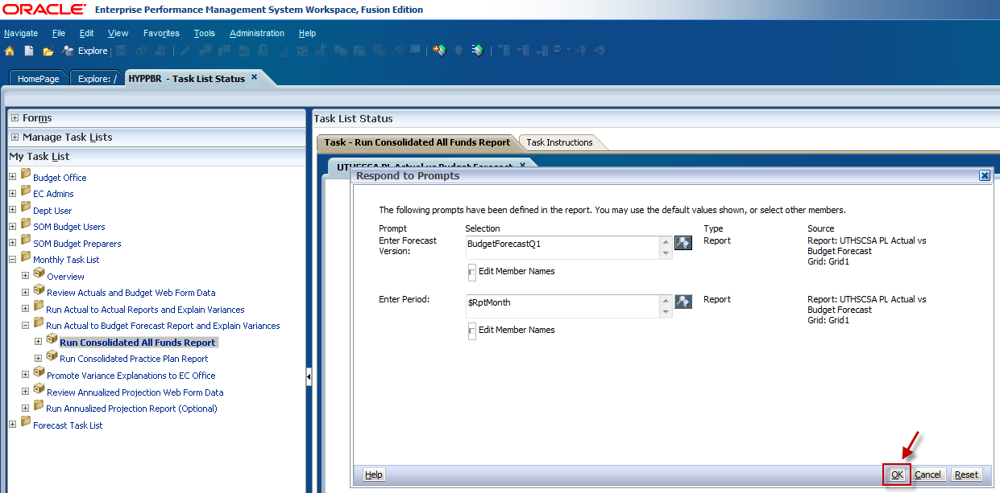 ORACLE® Enterprise Performance Management System Workspace, Fusion Edition
Navigate File Edit View Favorites Tools Administration Help
Explore
HomePage Explore: / HYPPBR - Task List Status
Forms
Manage Task Lists
My Task List
Budget Office
EC Admins
Dept User
SOM Budget Users
SOM Budget Preparers
Monthly Task List
Overview
Review Actuals and Budget Web Form Data
Run Actual to Actual Reports and Explain Variances
Run Actual to Budget Forecast Report and Explain Variances
Run Consolidated All Funds Report
Run Consolidated Practice Plan Report
Promote Variance Explanations to EC Office
Review Annualized Projection Web Form Data
Run Annualized Projection Report (Optional)
Forecast Task List
Task List Status
Task - Run Consolidated All Funds Report Task Instructions
UTHSCSA PL Actual vs Budget Forecast
Respond to Prompts
The following prompts have been defined in the report. You may use the default values shown, or select other members.
Prompt Selection Type Source
Enter Forecast Version: BudgetForecastQ1 Report Report: UTHSCSA PL Actual vs
Budget Forecast
Grid: Grid1
Edit Member Names
Enter Period: $RptMonth Report Report: UTHSCSA PL Actual vs
Budget Forecast
Grid: Grid1
Edit Member Names
Help OK Cancel Reset